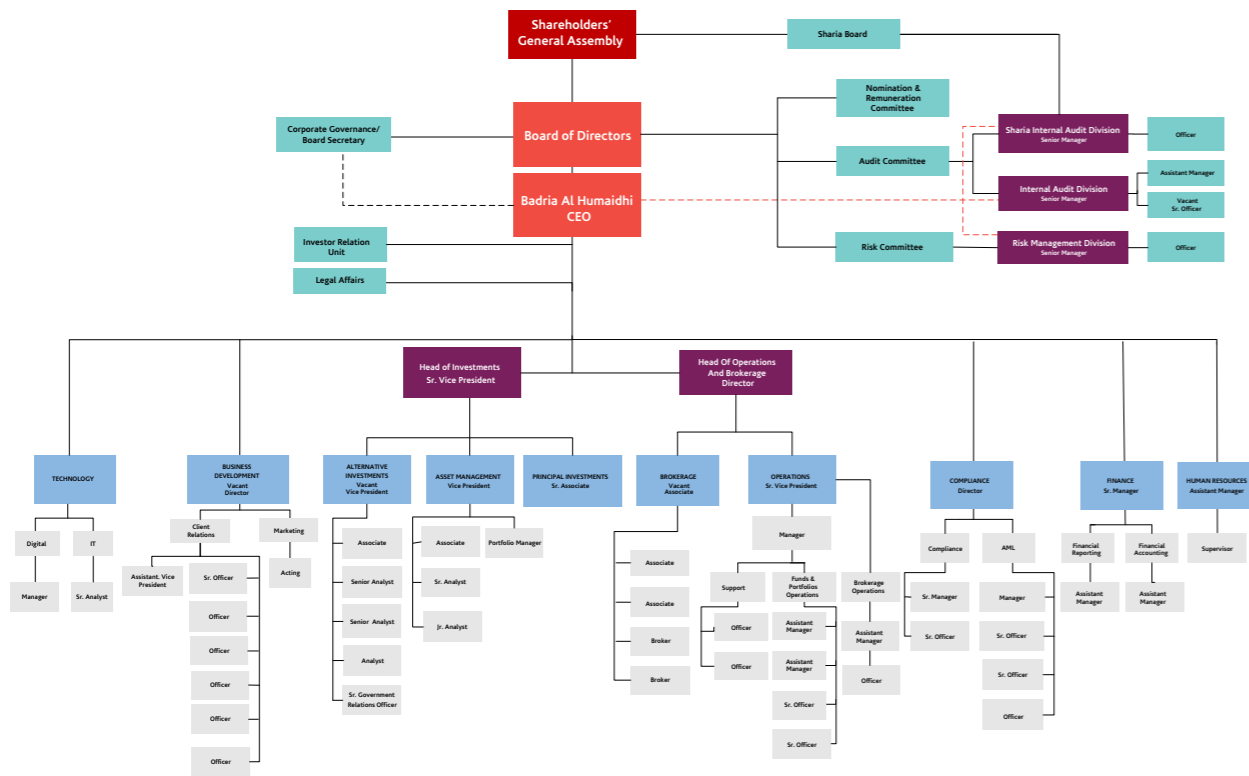 Shareholders'
General Assembly
Sharia Board
Nomination &
Remuneration
Committee
Corporate Governance/
Board Secretary
Board of Directors
Sharia Internal Audit Division
Senior Manager
Officer
Audit Committee
Assistant Manager
Badria Al Humaidhi
CEO
Internal Audit Division
Senior Manager
Vacant
Sr. Officer
Investor Relation
Unit
Risk Committee
Risk Management Division
Senior Manager
Officer
Legal Affairs
Head of Investments
Sr. Vice President
Head Of Operations
And Brokerage
Director
TECHNOLOGY
BUSINESS
DEVELOPMENT
Vacant
Director
ALTERNATIVE
INVESTMENTS
Vacant
Vice President
ASSET MANAGEMENT
Vice President
PRINCIPAL INVESTMENTS
Sr. Associate
BROKERAGE
Vacant
Associate
OPERATIONS
Sr. Vice President
COMPLIANCE
Director
FINANCE
Sr. Manager
HUMAN RESOURCES
Assistant Manager
Digital
IT
Manager
Sr. Analyst
Client
Relations
Marketing
Assistant. Vice
President
Sr. Officer
Acting
Officer
Officer
Officer
Officer
Officer
Associate
Senior Analyst
Senior Analyst
Analyst
Sr. Government
Relations Officer
Associate
Portfolio Manager
Sr. Analyst
Jr. Analyst
Associate
Associate
Broker
Broker
Manager
Support
Funds &
Portfolios
Operations
Brokerage
Operations
Officer
Officer
Assistant
Manager
Assistant
Manager
Sr. Officer
Sr. Officer
Assistant
Manager
Officer
Compliance
AML
Sr. Manager
Sr. Officer
Manager
Sr. Officer
Sr. Officer
Officer
Financial
Reporting
Financial
Accounting
Assistant
Manager
Assistant
Manager
Supervisor